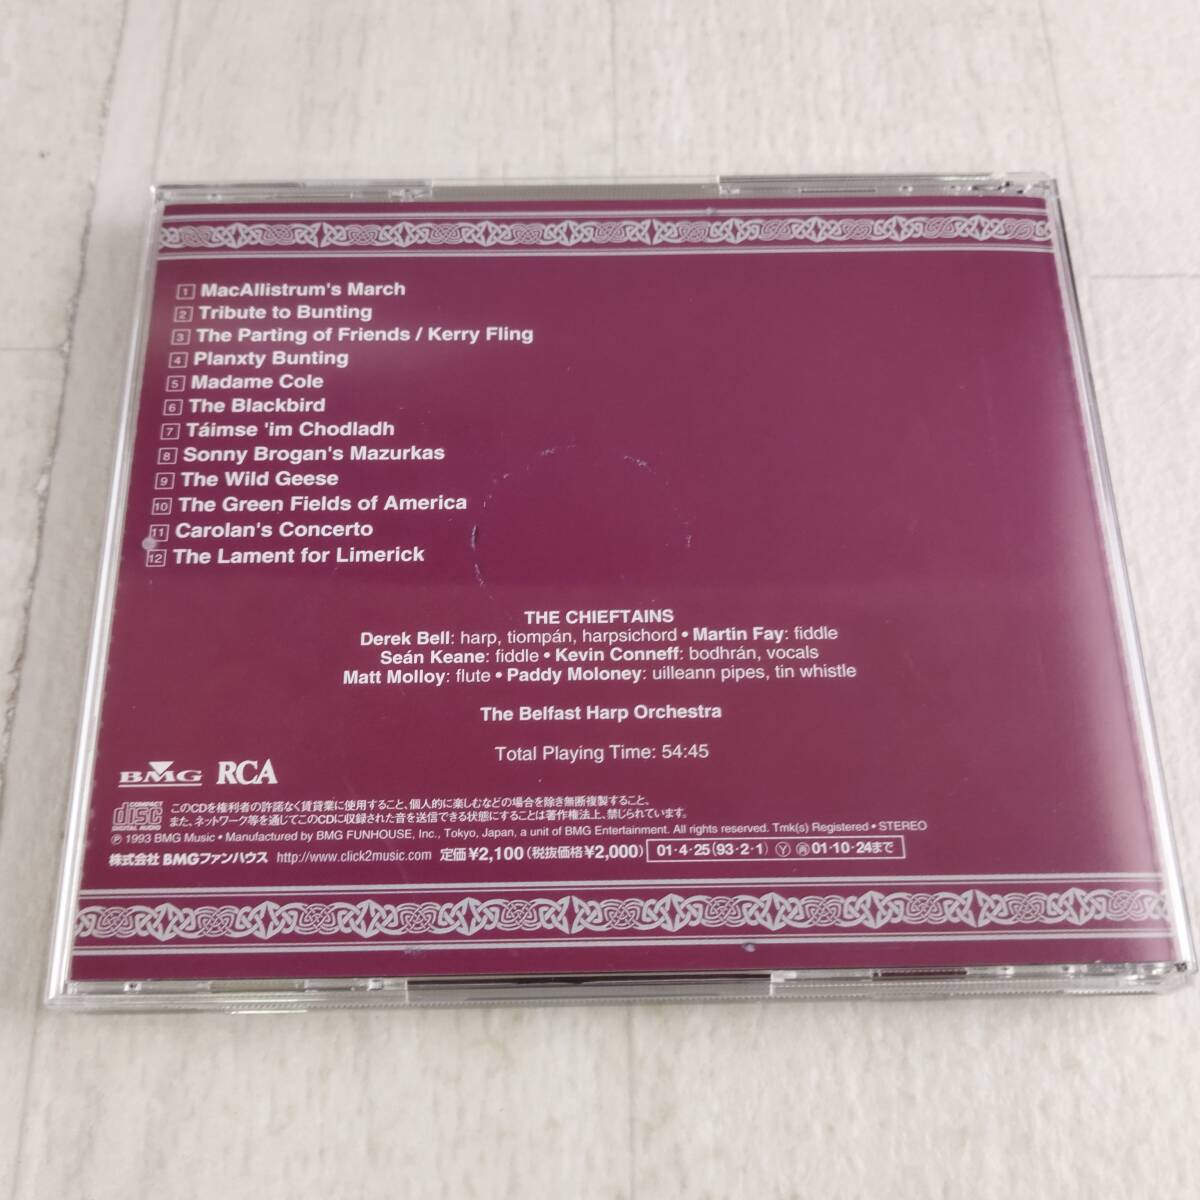 1 MacAllistrum's March
2 Tribute to Bunting
3 The Parting of Friends / Kerry Fling
4 Planxty Bunting
5 Madame Cole
6 The Blackbird
7 Táimse 'im Chodladh
8 Sonny Brogan's Mazurkas
9 The Wild Geese
10 The Green Fields of America
11 Carolan's Concerto
12 The Lament for Limerick
THE CHIEFTAINS
Derek Bell: harp, tiompán, harpsichord • Martin Fay: fiddle
Seán Keane: fiddle • Kevin Conneff: bodhrán, vocals
Matt Molloy: flute • Paddy Moloney: uilleann pipes, tin whistle
The Belfast Harp Orchestra
Total Playing Time: 54:45
BMG RCA
COMPACT disc DIGITAL AUDIO
このCDを権利者の許諾なく賃貸業に使用すること、個人的に楽しむなどの場合を除き無断複製すること、
また、ネットワーク等を通じてこのCDに収録された音を送信できる状態にすることは著作権法上、禁じられています。
℗ 1993 BMG Music • Manufactured by BMG FUNHOUSE, Inc., Tokyo, Japan, a unit of BMG Entertainment. All rights reserved. Tmk(s) Registered • STEREO
株式会社 BMGファンハウス http://www.click2music.com 定価¥2,100(税抜価格¥2,000) 01・4・25(93・2・1) Ⓨ ㊢01・10・24まで